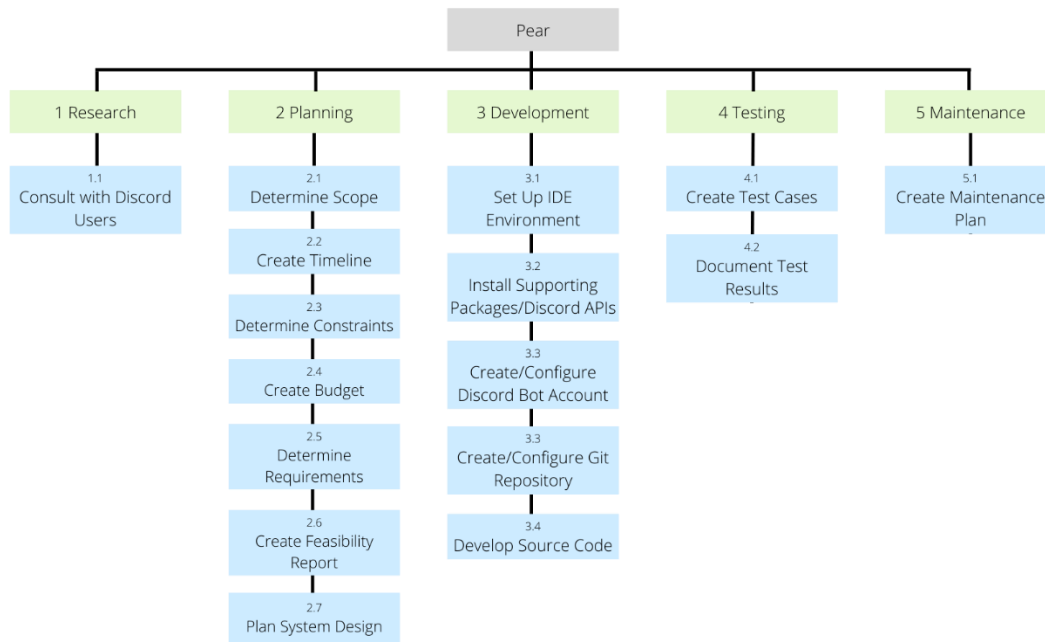 Pear
1 Research
1.1
Consult with Discord
Users
2 Planning
2.1
Determine Scope
2.2
Create Timeline
2.3
Determine Constraints
2.4
Create Budget
2.5
Determine
Requirements
2.6
Create Feasibility
Report
2.7
Plan System Design
3 Development
3.1
Set Up IDE
Environment
3.2
Install Supporting
Packages/Discord APIs
3.3
Create/Configure
Discord Bot Account
3.3
Create/Configure Git
Repository
3.4
Develop Source Code
4 Testing
4.1
Create Test Cases
4.2
Document Test
Results
5 Maintenance
5.1
Create Maintenance
Plan